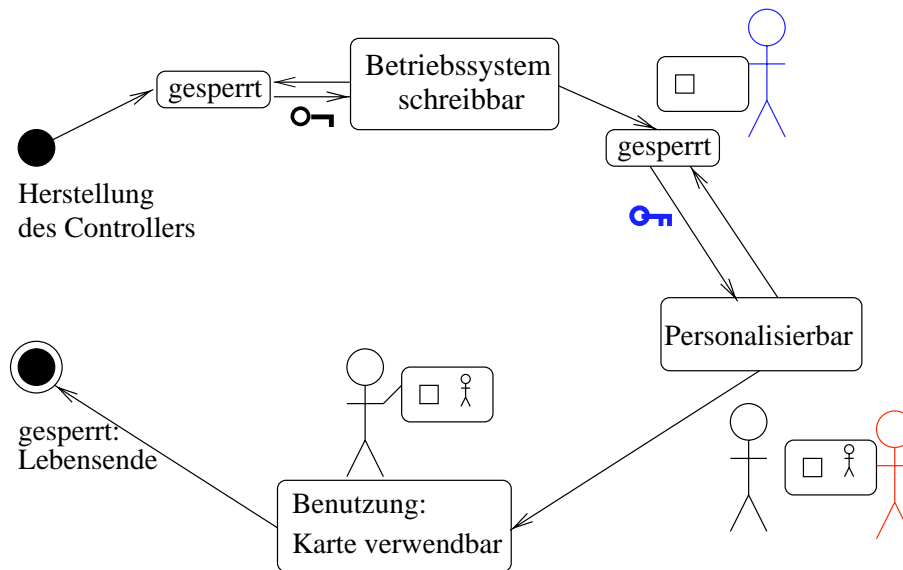 Betriebssystem
schreibbar
gesperrt
gesperrt
Herstellung
des Controllers
Personalisierbar
gesperrt:
Lebensende
Benutzung:
Karte verwendbar